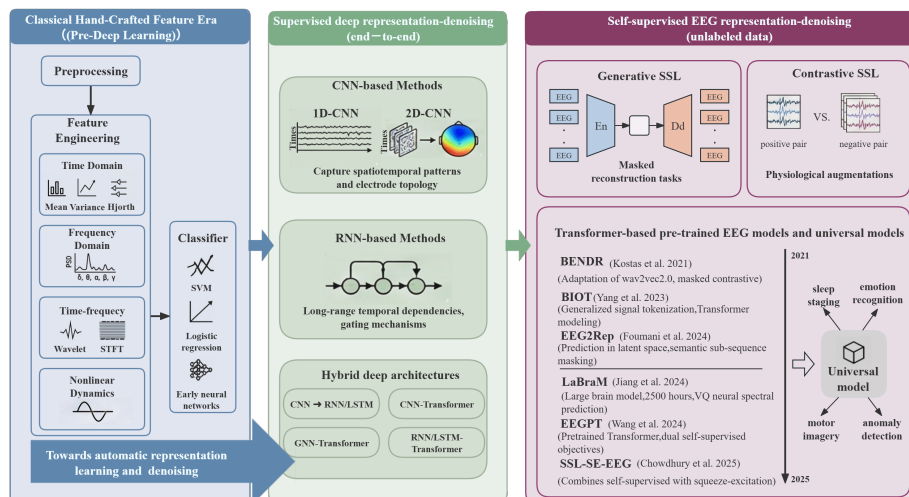 Classical Hand-Crafted Feature Era
((Pre-Deep Learning))
Preprocessing
Feature
Engineering
Time Domain
Mean Variance Hjorth
Frequency
Domain
PSD
δ, θ, α, β, γ
Time-frequecy
Wavelet STFT
Nonlinear
Dynamics
Classifier
SVM
Logistic
regression
Early neural
networks
Towards automatic representation
learning and denoising
Supervised deep representation-denoising
(end－to-end)
CNN-based Methods
1D-CNN 2D-CNN
Times
Times
Capture spatiotemporal patterns
and electrode topology
RNN-based Methods
Long-range temporal dependencies,
gating mechanisms
Hybrid deep architectures
CNN ➔ RNN/LSTM
CNN-Transformer
GNN-Transformer
RNN/LSTM-
Transformer
Self-supervised EEG representation-denoising
(unlabeled data)
Generative SSL
EEG
EEG
EEG
En
Dd
EEG
EEG
EEG
Masked
reconstruction tasks
Contrastive SSL
VS.
positive pair negative pair
Physiological augmentations
Transformer-based pre-trained EEG models and universal models
BENDR (Kostas et al. 2021)
(Adaptation of wav2vec2.0, masked contrastive)
BIOT(Yang et al. 2023)
(Generalized signal tokenization,Transformer
modeling)
EEG2Rep (Foumani et al. 2024)
(Prediction in latent space,semantic sub-sequence
masking)
LaBraM (Jiang et al. 2024)
(Large brain model,2500 hours,VQ neural spectral
prediction)
EEGPT (Wang et al. 2024)
(Pretrained Transformer,dual self-supervised
objectives)
SSL-SE-EEG (Chowdhury et al. 2025)
(Combines self-supervised with squeeze-excitation)
2021
2025
sleep
staging
emotion
recognition
Universal
model
motor
imagery
anomaly
detection